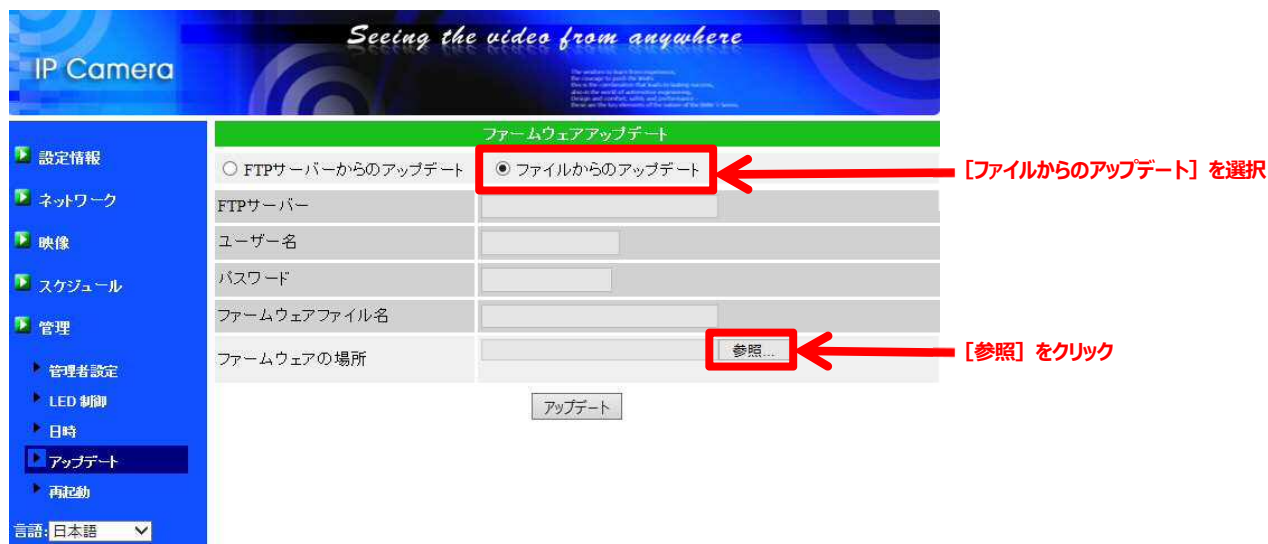 Seeing the video from anywhere
IP Camera
ファームウェアアップデート
設定情報
ネットワーク
映像
スケジュール
管理
管理者設定
LED 制御
日時
アップデート
再起動
言語: 日本語
FTPサーバーからのアップデート
ファイルからのアップデート
[ファイルからのアップデート] を選択
FTPサーバー
ユーザー名
パスワード
ファームウェアファイル名
ファームウェアの場所
参照...
[参照] をクリック
アップデート